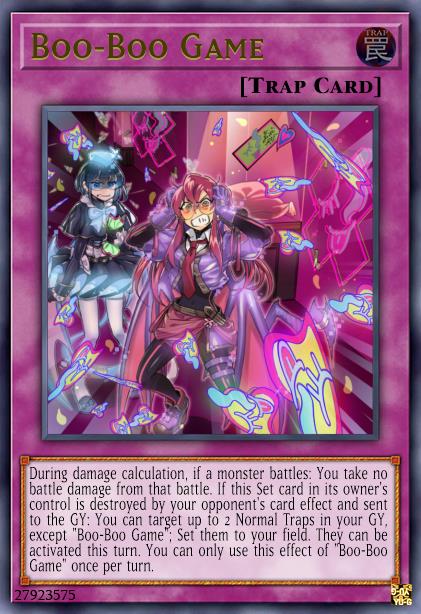 Boo-Boo Game
TRAP
罠
[Trap Card]
During damage calculation, if a monster battles: You take no
battle damage from that battle. If this Set card in its owner's
control is destroyed by your opponent's card effect and sent
to the GY: You can target up to 2 Normal Traps in your GY,
except "Boo-Boo Game"; Set them to your field. They can be
activated this turn. You can only use this effect of "Boo-Boo
Game" once per turn.
27923575